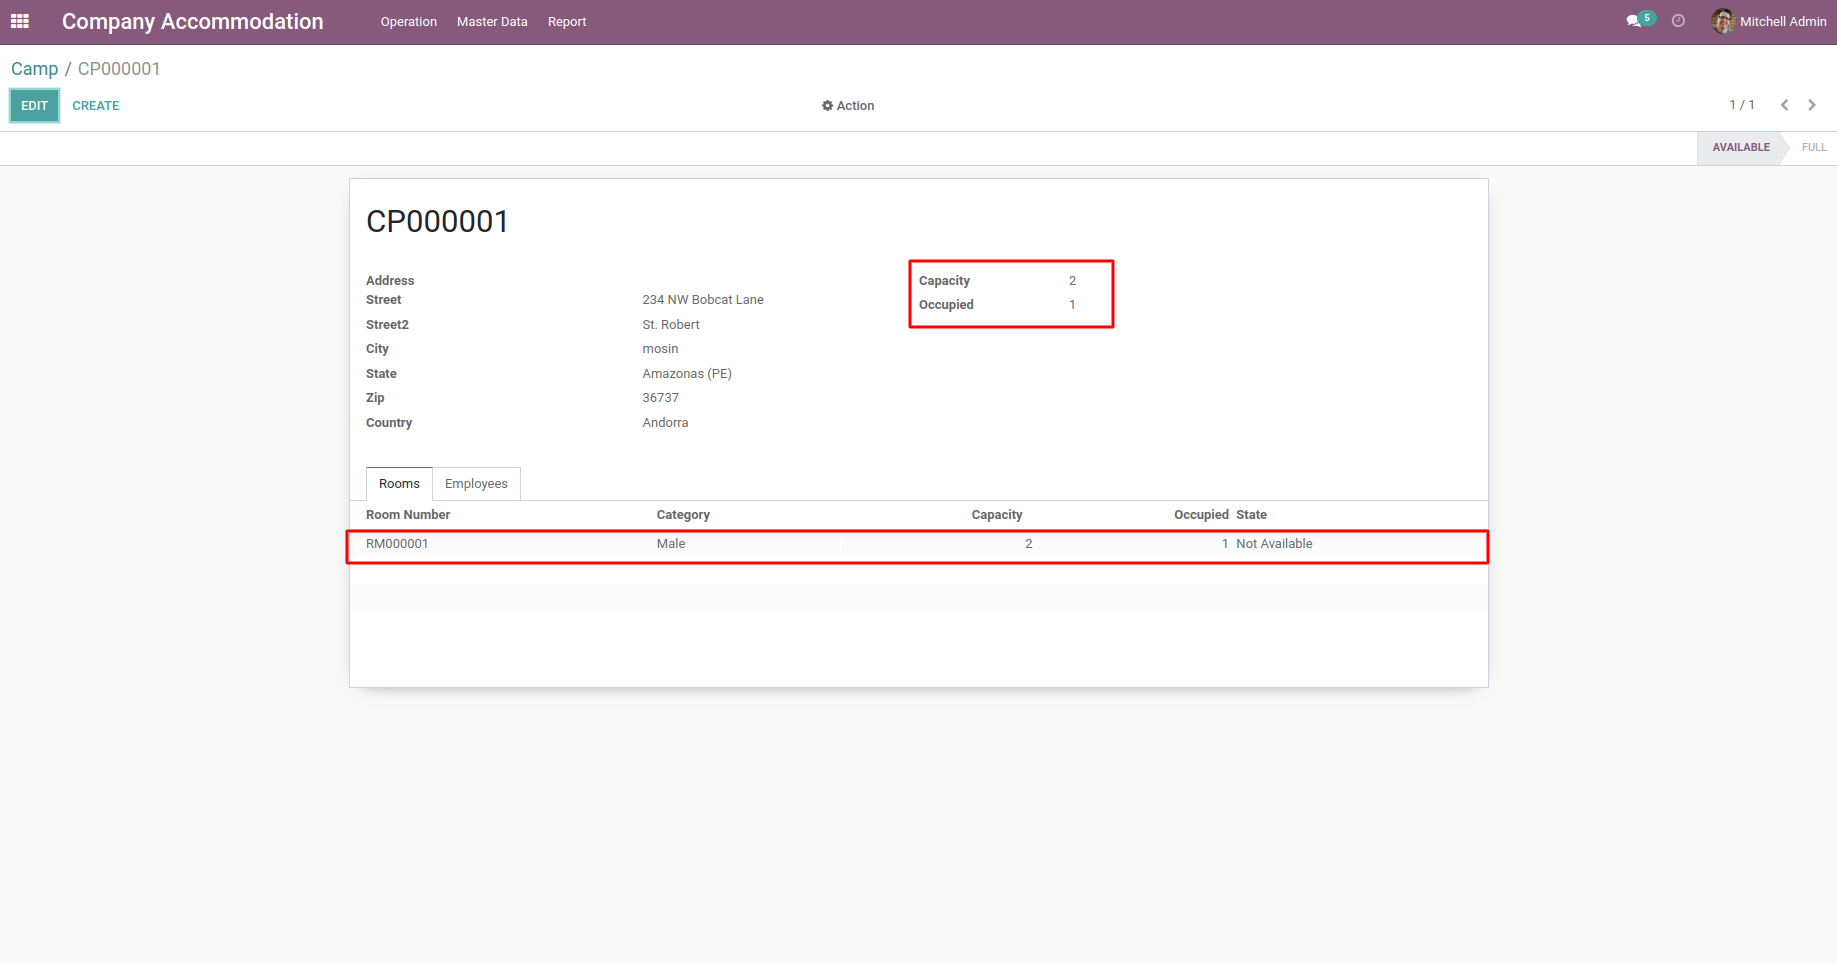 Company Accommodation Operation Master Data Report 5 Mitchell Admin
Camp / CP000001
EDIT CREATE Action 1 / 1
AVAILABLE FULL
CP000001
Address Capacity 2
Street 234 NW Bobcat Lane Occupied 1
Street2 St. Robert
City mosin
State Amazonas (PE)
Zip 36737
Country Andorra
Rooms Employees
Room Number Category Capacity Occupied State
RM000001 Male 2 1 Not Available